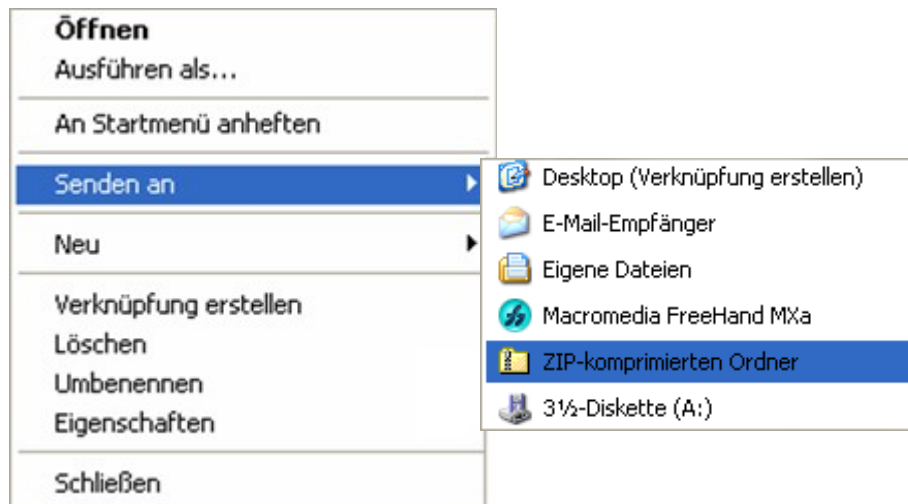 Öffnen
Ausführen als...
An Startmenü anheften
Senden an
Neu
Verknüpfung erstellen
Löschen
Umbenennen
Eigenschaften
Schließen
Desktop (Verknüpfung erstellen)
E-Mail-Empfänger
Eigene Dateien
Macromedia FreeHand MXa
ZIP-komprimierten Ordner
3½-Diskette (A:)